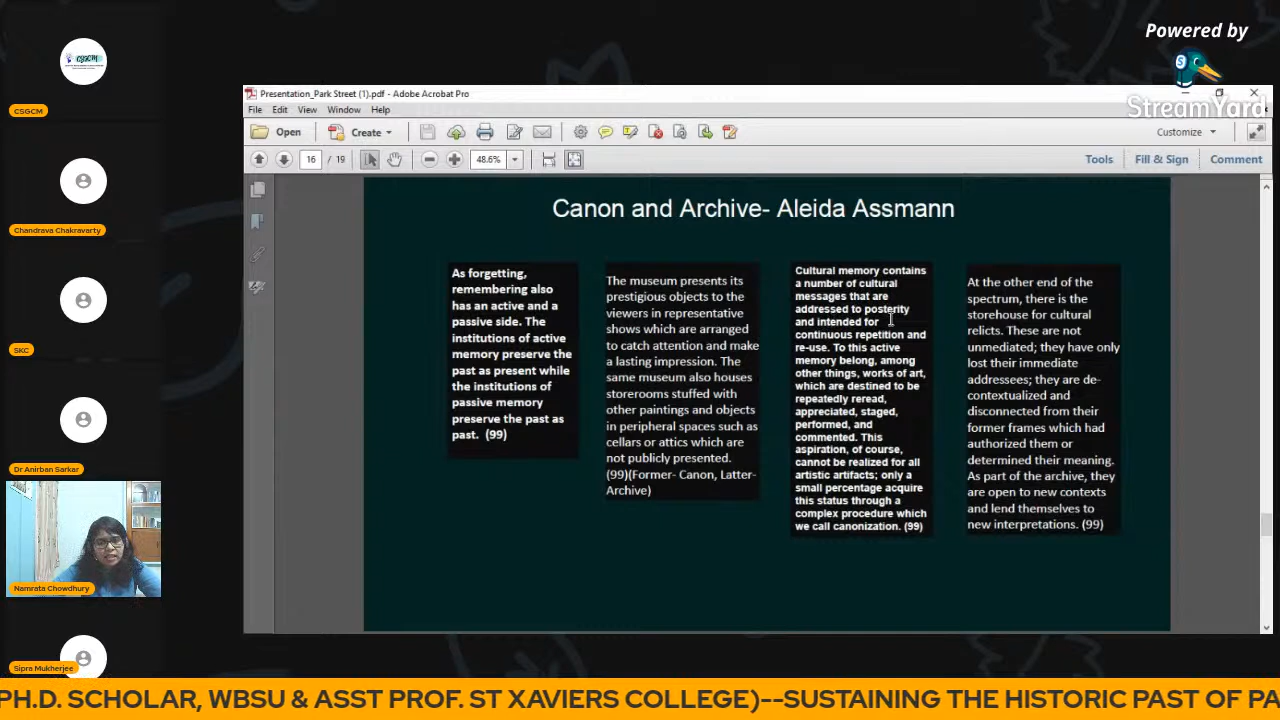 Powered by
StreamYard
CSGCM
CSGCM
Chandrava Chakravarty
SKC
Dr Anirban Sarkar
Namrata Chowdhury
Sipra Mukherjee
Presentation_Park Street (1).pdf - Adobe Acrobat Pro
File Edit View Window Help
Open Create Customize
16 / 19 48.6% Tools Fill & Sign Comment
Canon and Archive- Aleida Assmann
As forgetting,
remembering also
has an active and a
passive side. The
institutions of active
memory preserve the
past as present while
the institutions of
passive memory
preserve the past as
past. (99)
The museum presents its
prestigious objects to the
viewers in representative
shows which are arranged
to catch attention and make
a lasting impression. The
same museum also houses
storerooms stuffed with
other paintings and objects
in peripheral spaces such as
cellars or attics which are
not publicly presented.
(99)(Former- Canon, Latter-
Archive)
Cultural memory contains
a number of cultural
messages that are
addressed to posterity
and intended for
continuous repetition and
re-use. To this active
memory belong, among
other things, works of art,
which are destined to be
repeatedly reread,
appreciated, staged,
performed, and
commented. This
aspiration, of course,
cannot be realized for all
artistic artifacts; only a
small percentage acquire
this status through a
complex procedure which
we call canonization. (99)
At the other end of the
spectrum, there is the
storehouse for cultural
relicts. These are not
unmediated; they have only
lost their immediate
addressees; they are de-
contextualized and
disconnected from their
former frames which had
authorized them or
determined their meaning.
As part of the archive, they
are open to new contexts
and lend themselves to
new interpretations. (99)
PH.D. SCHOLAR, WBSU & ASST PROF. ST XAVIERS COLLEGE)--SUSTAINING THE HISTORIC PAST OF PA